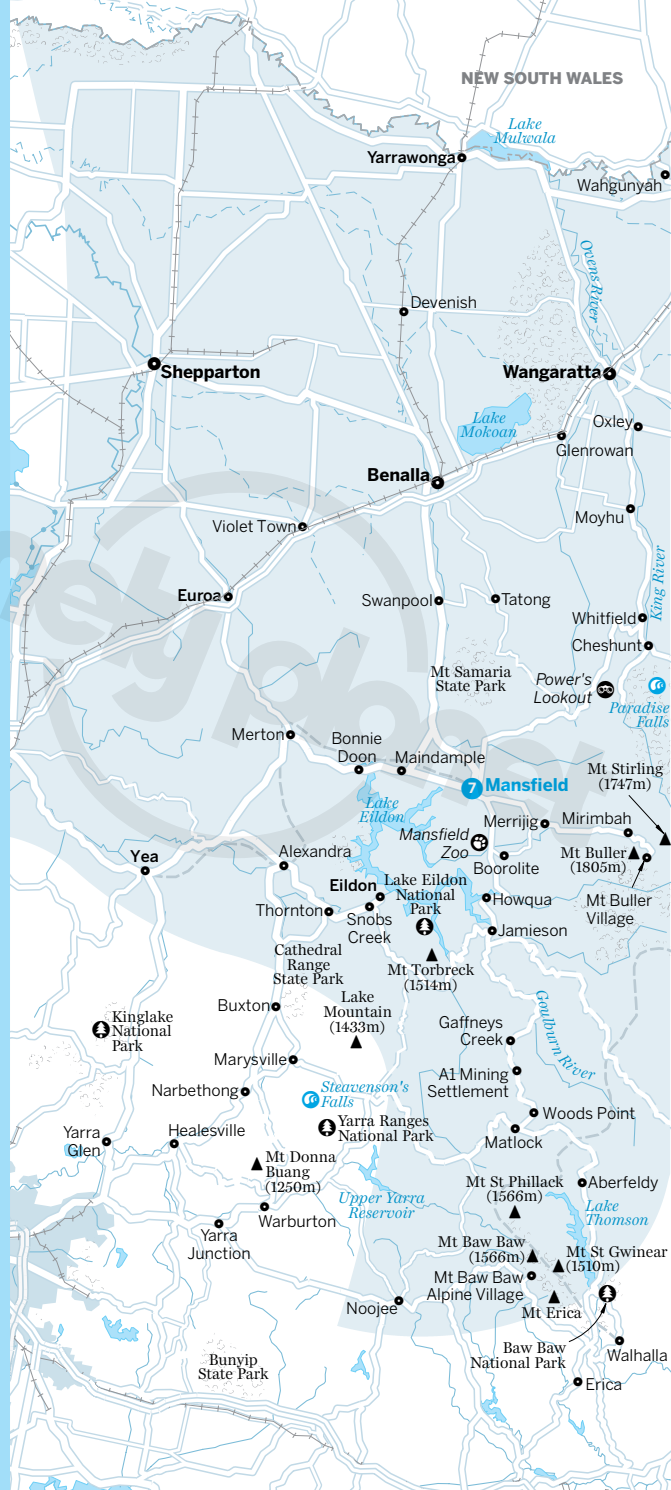 NEW SOUTH WALES
Lake
Mulwala
Yarrawonga
Wahgunyah
Ovens River
Devenish
Shepparton
Wangaratta
Lake
Mokoan
Oxley
Glenrowan
Benalla
Moyhu
Violet Town
King River
Euroa
Swanpool
Tatong
Whitfield
Cheshunt
Mt Samaria
State Park
Power's
Lookout
Paradise
Falls
Merton
Bonnie
Doon
Maindample
Mt Stirling
(1747m)
7 Mansfield
Lake
Eildon
Merrijig
Mirimbah
Mansfield
Zoo
Mt Buller
(1805m)
Boorolite
Yea
Alexandra
Eildon
Lake Eildon
National
Park
Howqua
Mt Buller
Village
Thornton
Snobs
Creek
Jamieson
Cathedral
Range
State Park
Mt Torbreck
(1514m)
Lake
Mountain
(1433m)
Buxton
Goulburn River
Kinglake
National
Park
Gaffneys
Creek
Marysville
A1 Mining
Settlement
Narbethong
Steavenson's
Falls
Woods Point
Yarra
Glen
Healesville
Yarra Ranges
National Park
Matlock
Mt Donna
Buang
(1250m)
Mt St Phillack
(1566m)
Aberfeldy
Upper Yarra
Reservoir
Lake
Thomson
Warburton
Yarra
Junction
Mt Baw Baw
(1566m)
Mt St Gwinear
(1510m)
Mt Baw Baw
Alpine Village
Noojee
Mt Erica
Baw Baw
National Park
Walhalla
Bunyip
State Park
Erica
nely planet